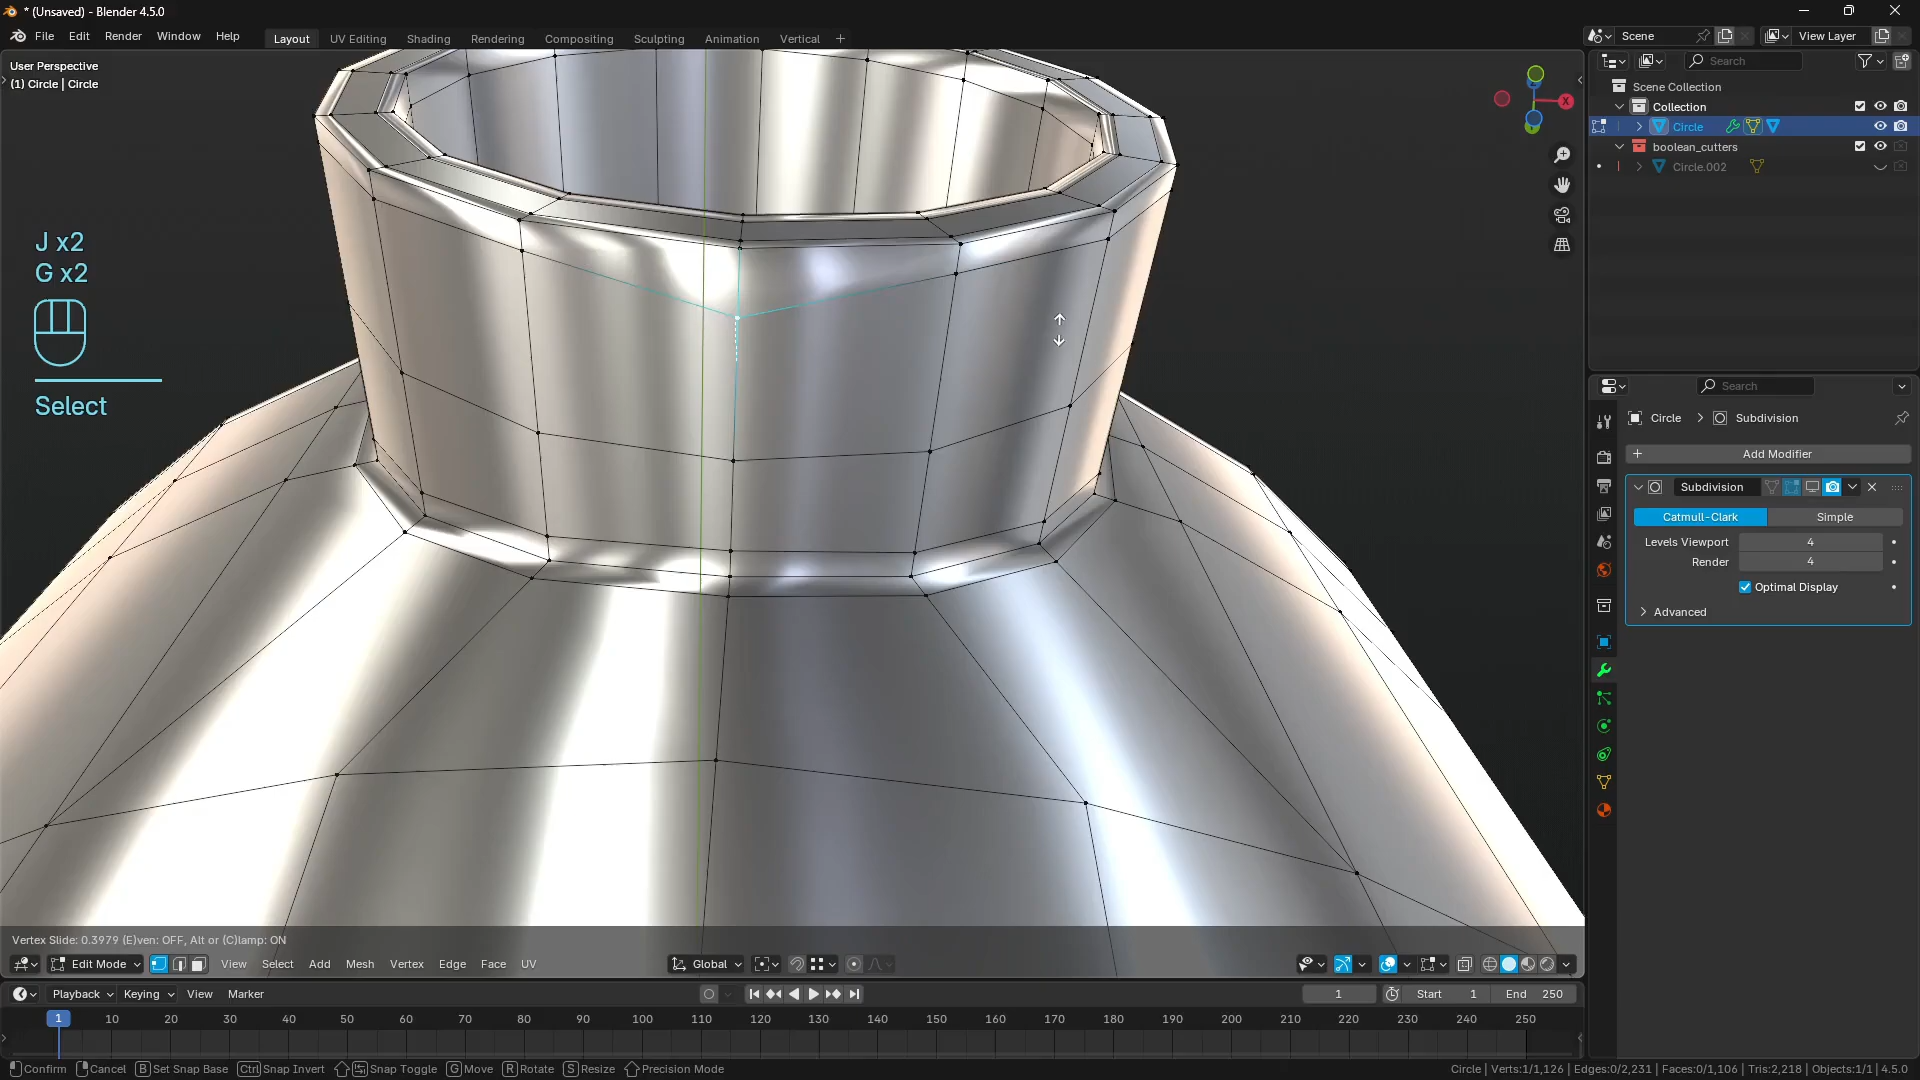 * (Unsaved) - Blender 4.5.0
File Edit Render Window Help
Layout UV Editing Shading Rendering Compositing Sculpting Animation Vertical +
Scene
View Layer
User Perspective
(1) Circle | Circle
J x2
G x2
Select
X
Search
Scene Collection
Collection
Circle
boolean_cutters
Circle.002
Search
Circle > Subdivision
+ Add Modifier
Subdivision
Catmull-Clark Simple
Levels Viewport 4
Render 4
Optimal Display
Advanced
Vertex Slide: 0.3979 (E)ven: OFF, Alt or (C)lamp: ON
Edit Mode View Select Add Mesh Vertex Edge Face UV
Global
Playback Keying View Marker
1 Start 1 End 250
1 10 20 30 40 50 60 70 80 90 100 110 120 130 140 150 160 170 180 190 200 210 220 230 240 250
Confirm Cancel B Set Snap Base Ctrl Snap Invert Snap Toggle G Move R Rotate S Resize Precision Mode
Circle | Verts:1/1,126 | Edges:0/2,231 | Faces:0/1,106 | Tris:2,218 | Objects:1/1 | 4.5.0